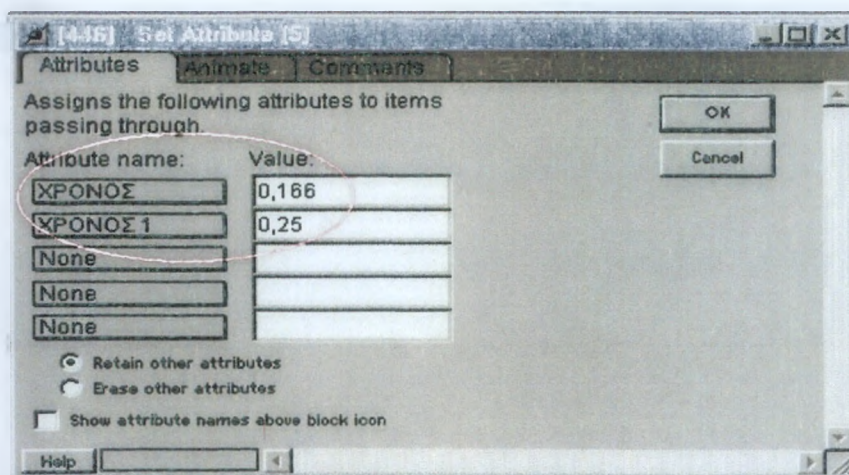 [446] Set Attribute [5]
Attributes Animate Comments
Assigns the following attributes to items
passing through.
OK
Cancel
Attribute name: Value:
ΧΡΟΝΟΣ 0,166
ΧΡΟΝΟΣ1 0,25
None
None
None
Retain other attributes
Erase other attributes
Show attribute names above block icon
Help